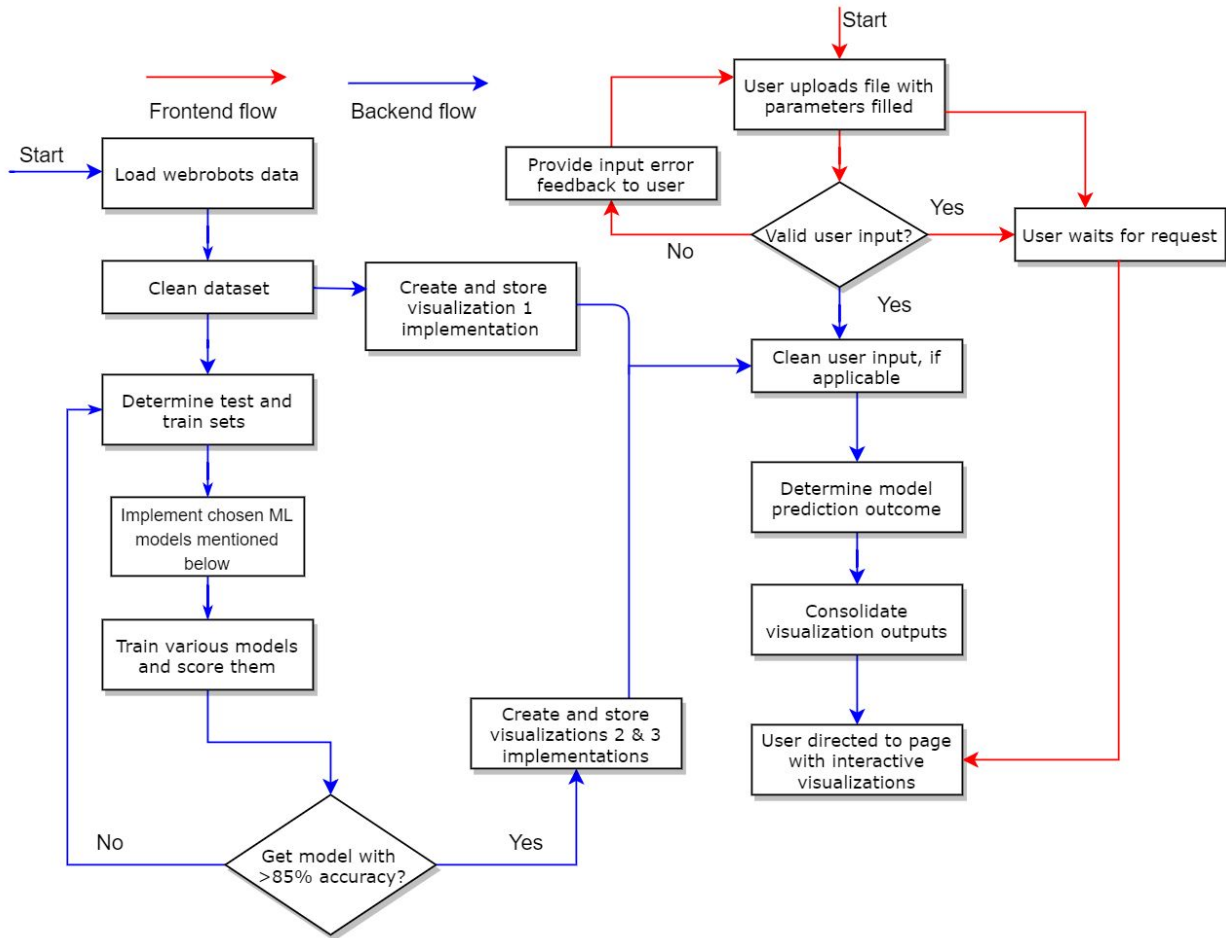 Start
Frontend flow
Backend flow
User uploads file with
parameters filled
Start
Load webrobots data
Provide input error
feedback to user
Yes
No
Valid user input?
User waits for request
Clean dataset
Create and store
visualization 1
implementation
Yes
Clean user input, if
applicable
Determine test and
train sets
Determine model
prediction outcome
Implement chosen ML
models mentioned
below
Consolidate
visualization outputs
Train various models
and score them
Create and store
visualizations 2 & 3
implementations
User directed to page
with interactive
visualizations
No
Yes
Get model with
>85% accuracy?